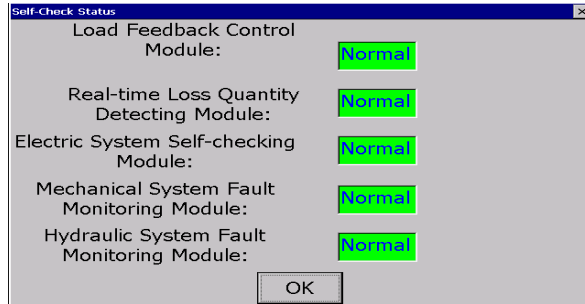 Self-Check Status
Load Feedback Control
Module:
Normal
Real-time Loss Quantity
Detecting Module:
Normal
Electric System Self-checking
Module:
Normal
Mechanical System Fault
Monitoring Module:
Normal
Hydraulic System Fault
Monitoring Module:
Normal
OK